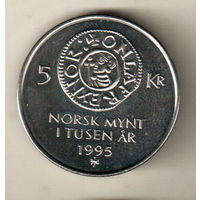 5 KR
NORSK MYNT
I TUSEN ÅR
1995